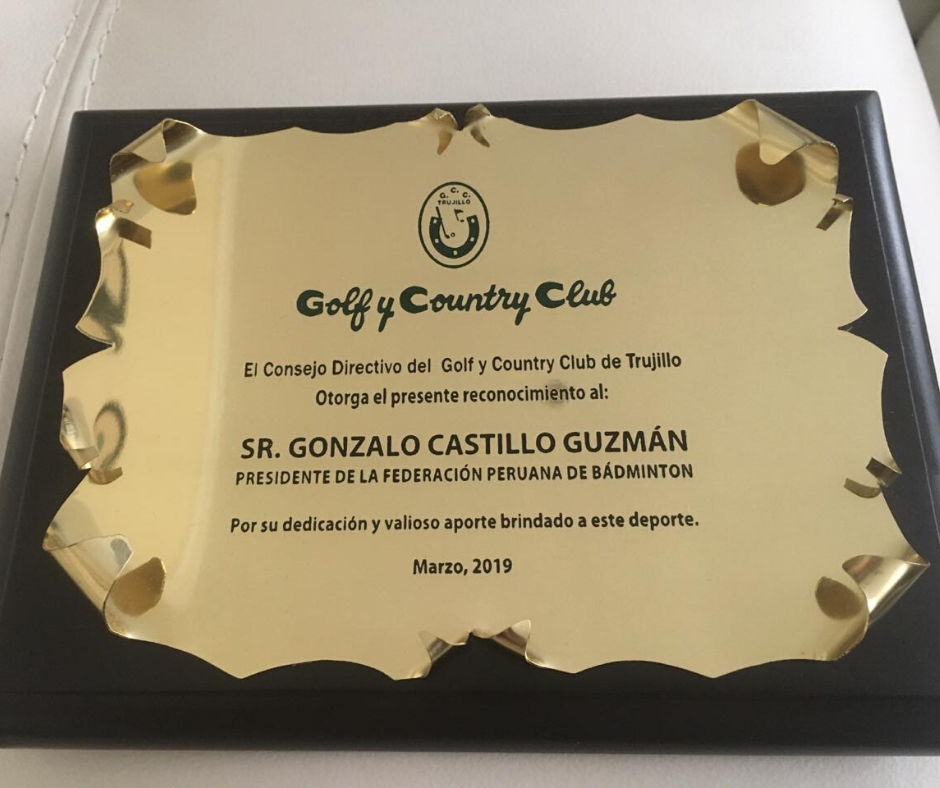 G. C. C.
TRUJILLO
Golf y Country Club
El Consejo Directivo del Golf y Country Club de Trujillo
Otorga el presente reconocimiento al:
SR. GONZALO CASTILLO GUZMÁN
PRESIDENTE DE LA FEDERACIÓN PERUANA DE BÁDMINTON
Por su dedicación y valioso aporte brindado a este deporte.
Marzo, 2019